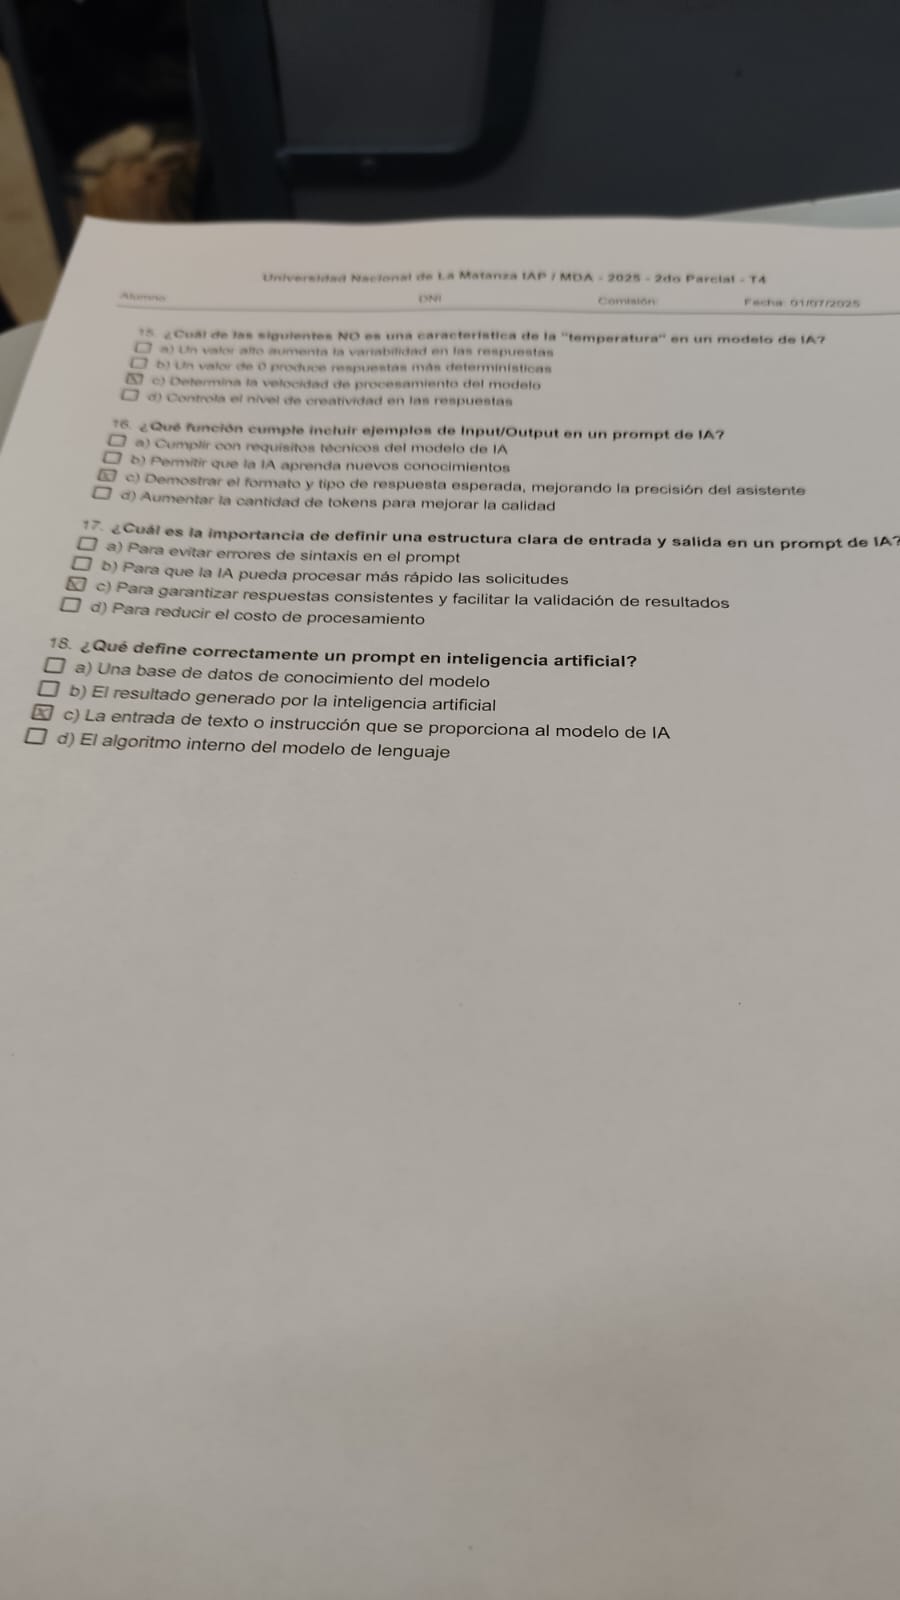 Universidad Nacional de La Matanza IAP / MDA - 2025 - 2do Parcial - T4
Alumno DNI Comisión: Fecha: 01/07/2025
15. ¿Cuál de las siguientes NO es una característica de la "temperatura" en un modelo de IA?
a) Un valor alto aumenta la variabilidad en las respuestas
b) Un valor de 0 produce respuestas más determinísticas
c) Determina la velocidad de procesamiento del modelo
d) Controla el nivel de creatividad en las respuestas
16. ¿Qué función cumple incluir ejemplos de Input/Output en un prompt de IA?
a) Cumplir con requisitos técnicos del modelo de IA
b) Permitir que la IA aprenda nuevos conocimientos
c) Demostrar el formato y tipo de respuesta esperada, mejorando la precisión del asistente
d) Aumentar la cantidad de tokens para mejorar la calidad
17. ¿Cuál es la importancia de definir una estructura clara de entrada y salida en un prompt de IA?
a) Para evitar errores de sintaxis en el prompt
b) Para que la IA pueda procesar más rápido las solicitudes
c) Para garantizar respuestas consistentes y facilitar la validación de resultados
d) Para reducir el costo de procesamiento
18. ¿Qué define correctamente un prompt en inteligencia artificial?
a) Una base de datos de conocimiento del modelo
b) El resultado generado por la inteligencia artificial
c) La entrada de texto o instrucción que se proporciona al modelo de IA
d) El algoritmo interno del modelo de lenguaje